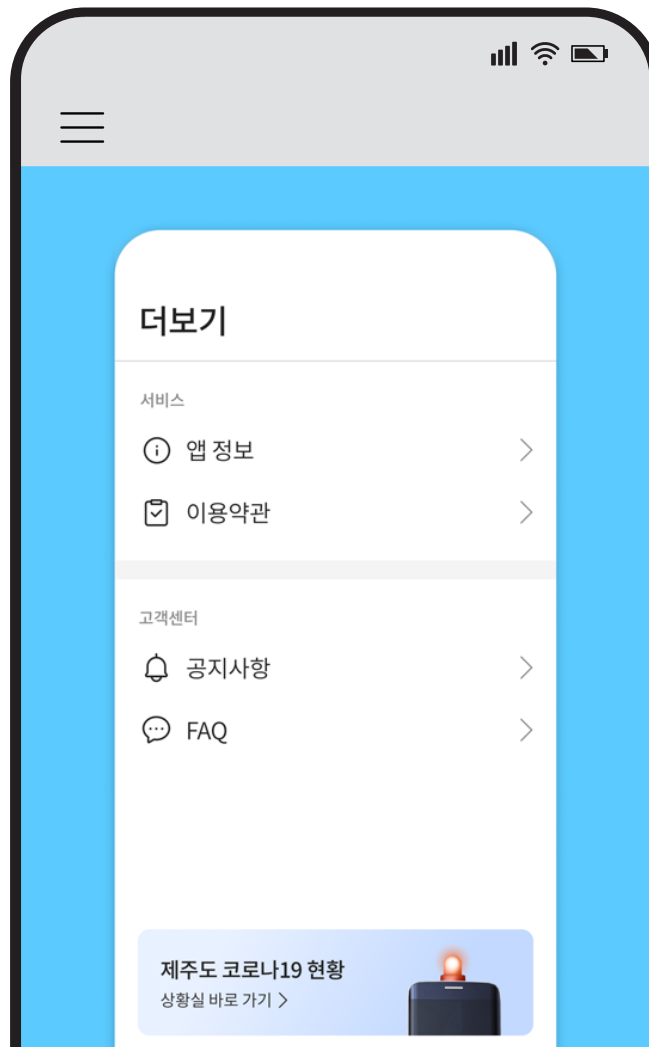 더보기
서비스
앱 정보
이용약관
고객센터
공지사항
FAQ
제주도 코로나19 현황
상황실 바로 가기 >